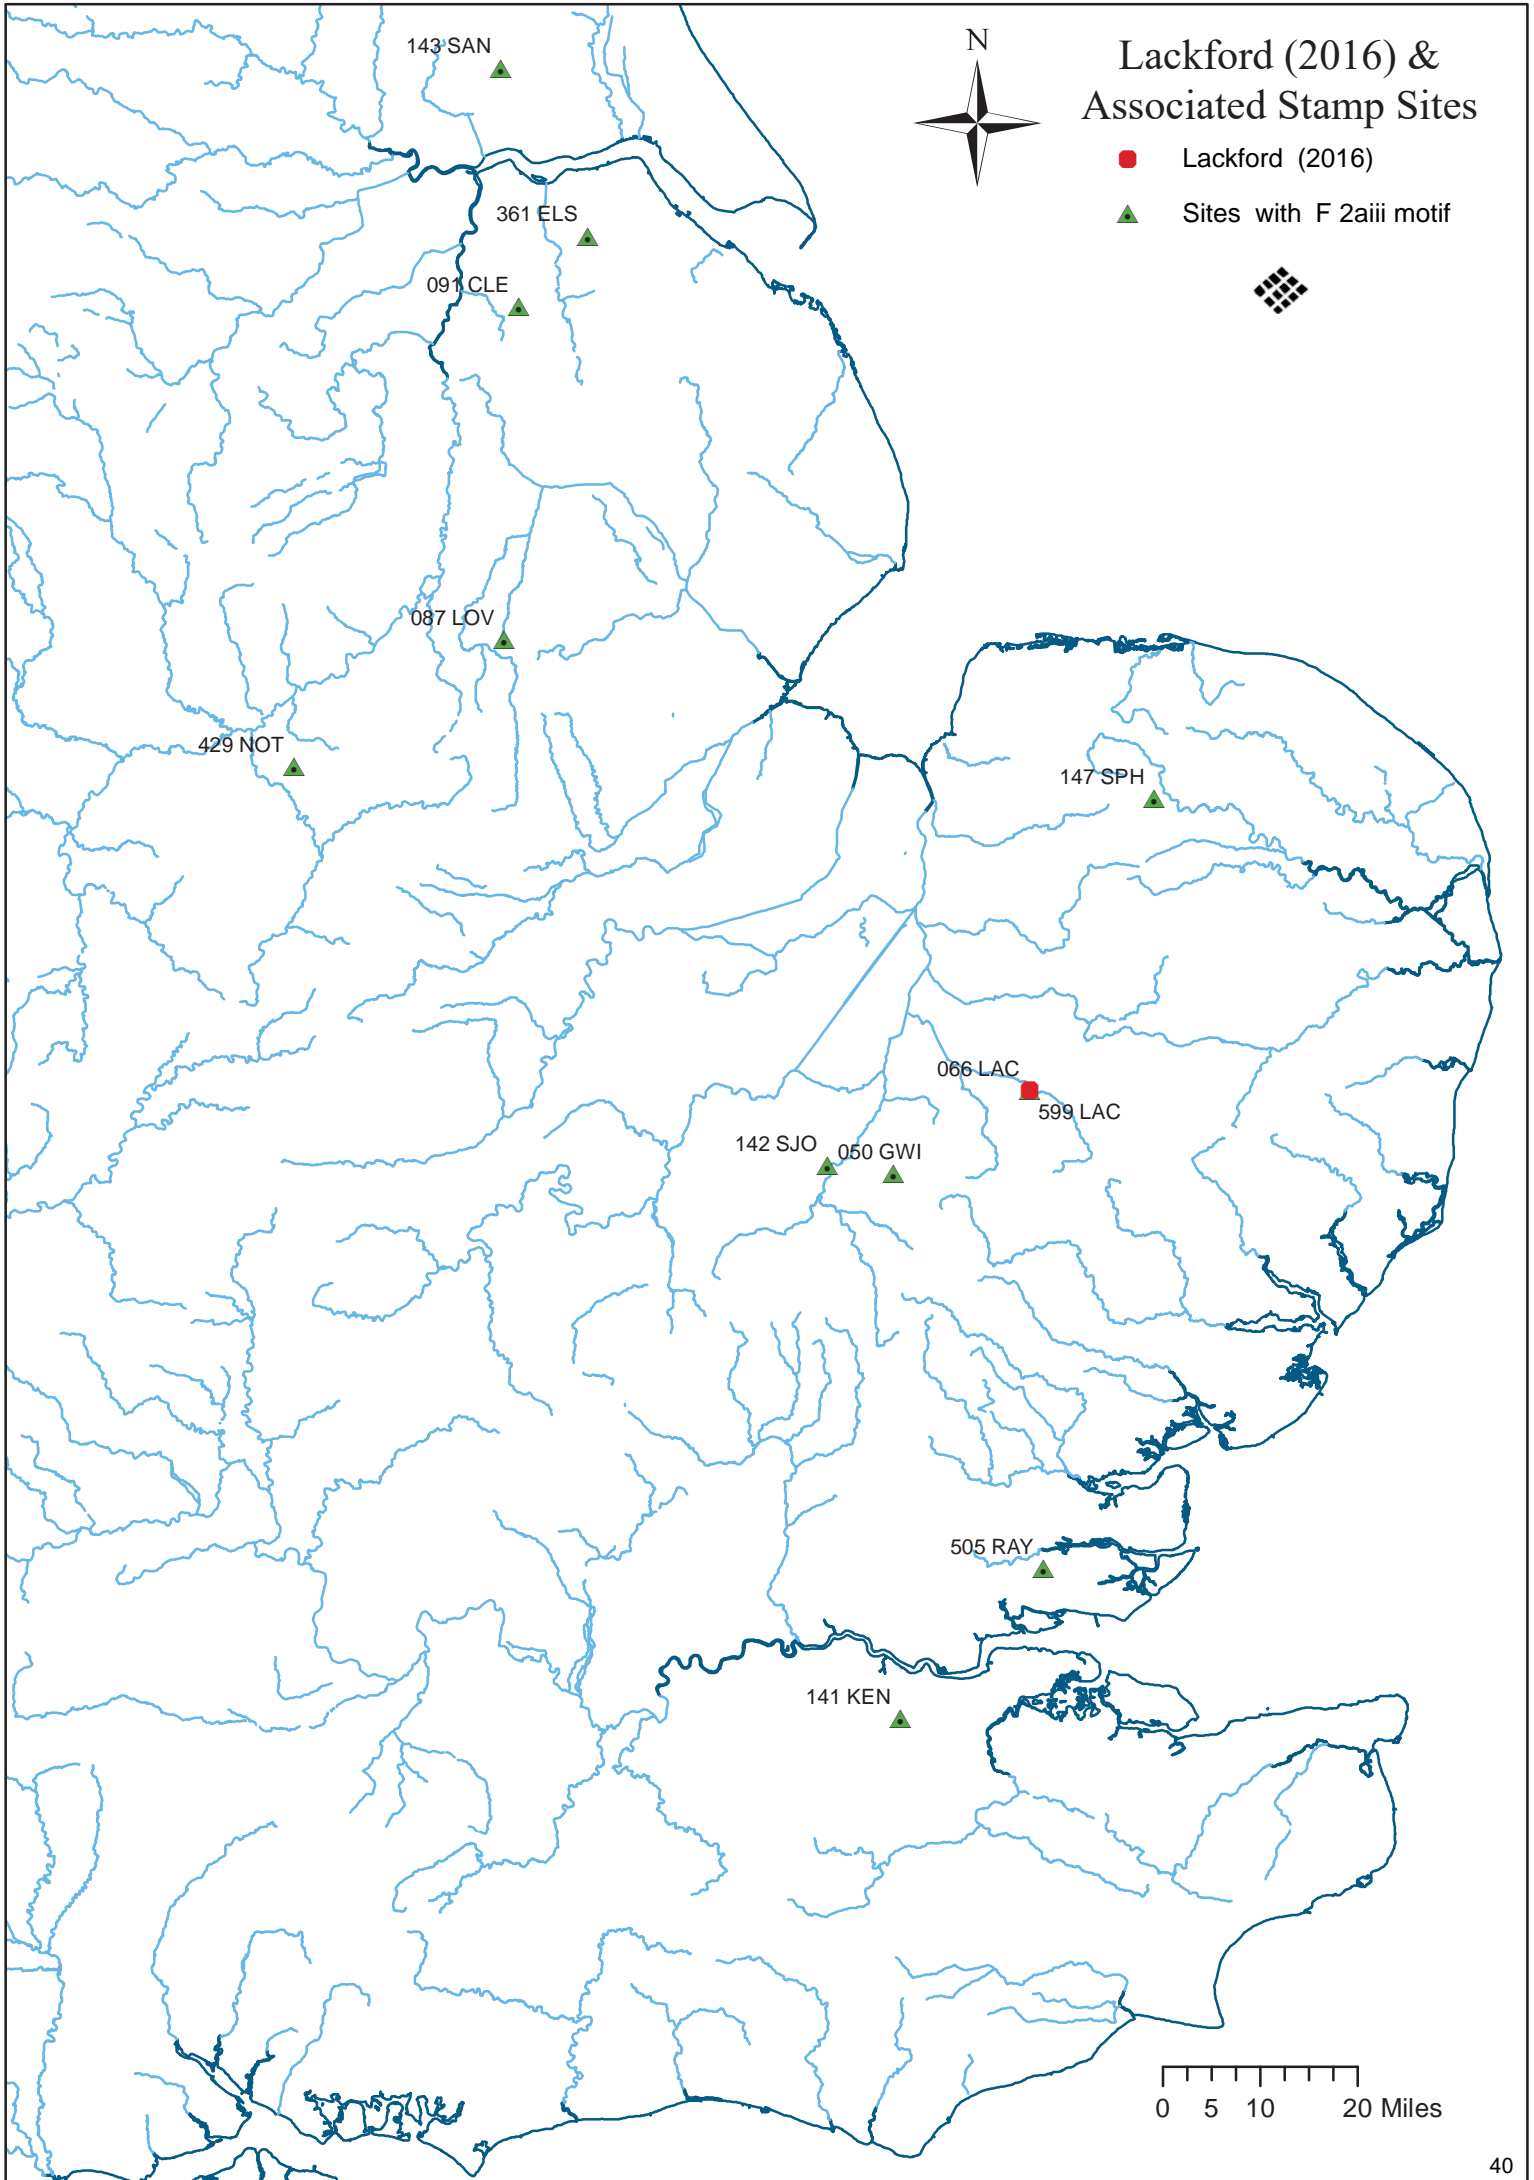 N
Lackford (2016) &
Associated Stamp Sites
Lackford (2016)
Sites with F 2aiii motif
143 SAN
361 ELS
091 CLE
087 LOV
429 NOT
147 SPH
066 LAC
599 LAC
142 SJO
050 GWI
505 RAY
141 KEN
0 5 10 20 Miles
40